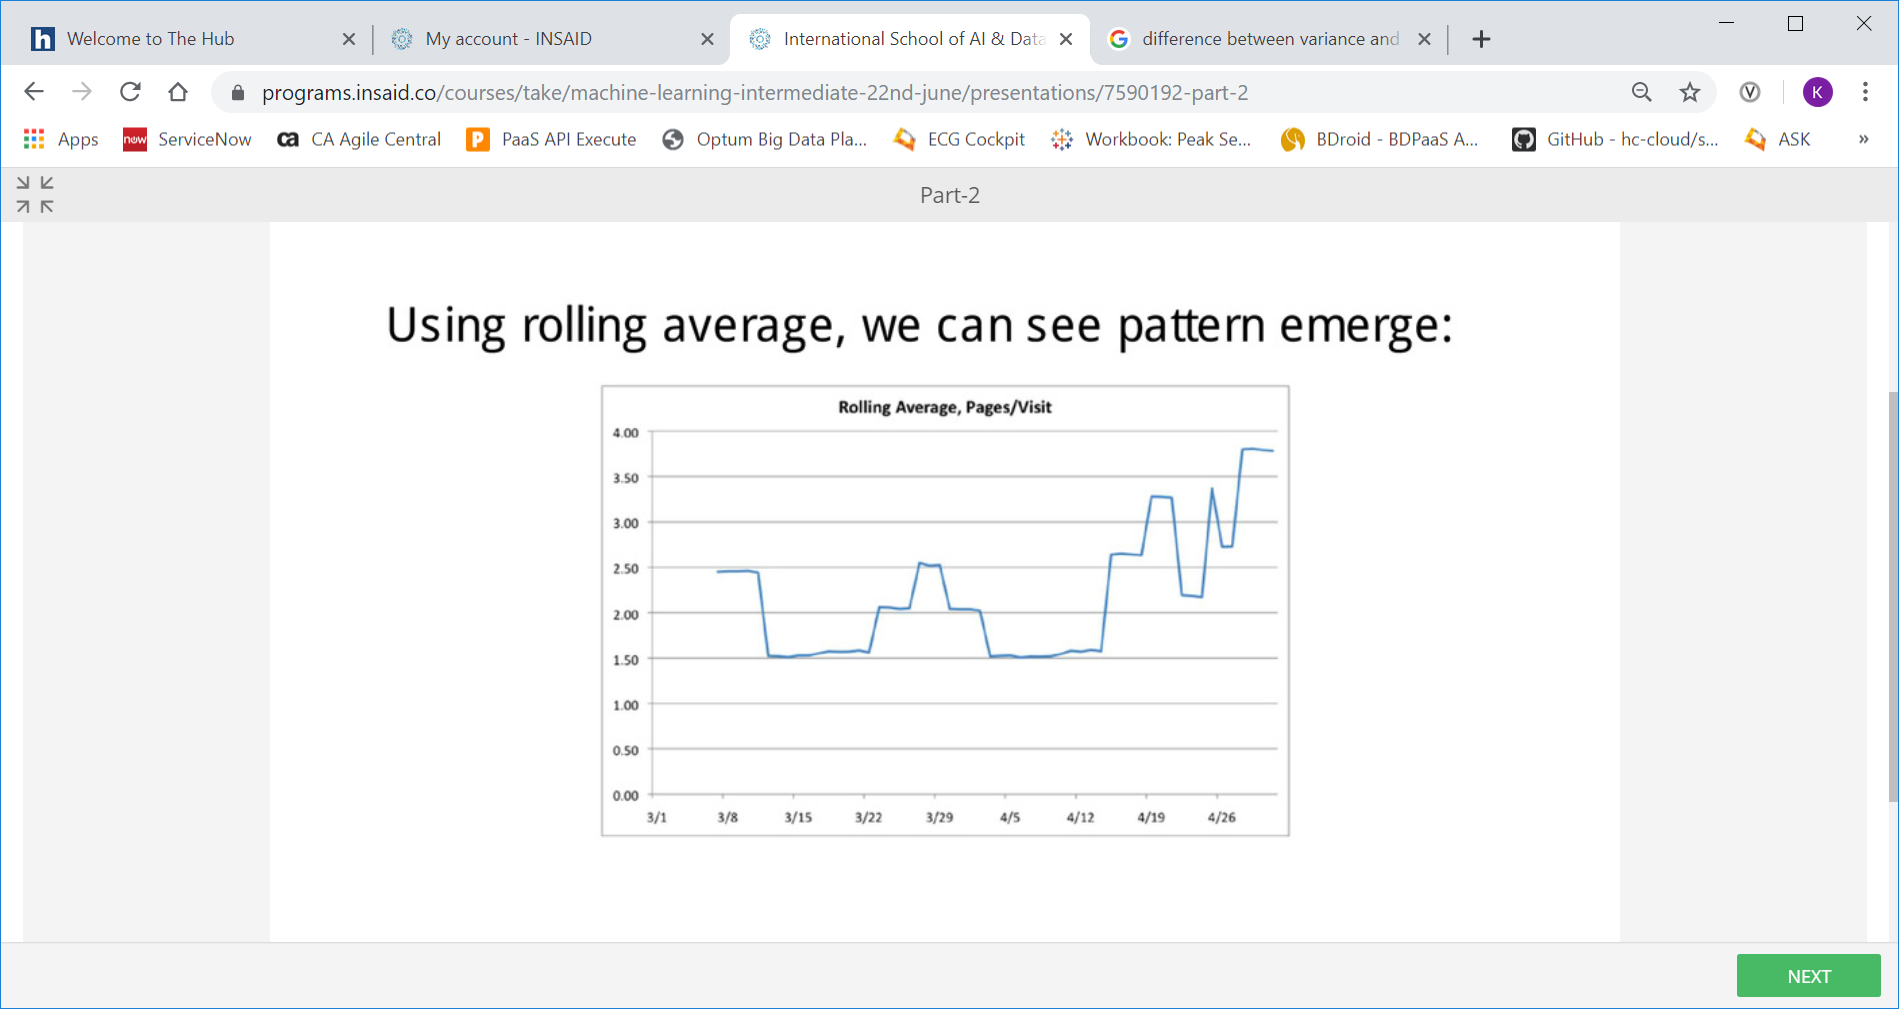 h Welcome to The Hub
My account - INSAID
International School of AI & Data
G difference between variance and
programs.insaid.co/courses/take/machine-learning-intermediate-22nd-june/presentations/7590192-part-2
V
K
Apps
now ServiceNow
ca CA Agile Central
P PaaS API Execute
Optum Big Data Pla...
ECG Cockpit
Workbook: Peak Se...
BDroid - BDPaaS A...
GitHub - hc-cloud/s...
ASK
»
Part-2
Using rolling average, we can see pattern emerge:
Rolling Average, Pages/Visit
4.00
3.50
3.00
2.50
2.00
1.50
1.00
0.50
0.00
3/1 3/8 3/15 3/22 3/29 4/5 4/12 4/19 4/26
NEXT